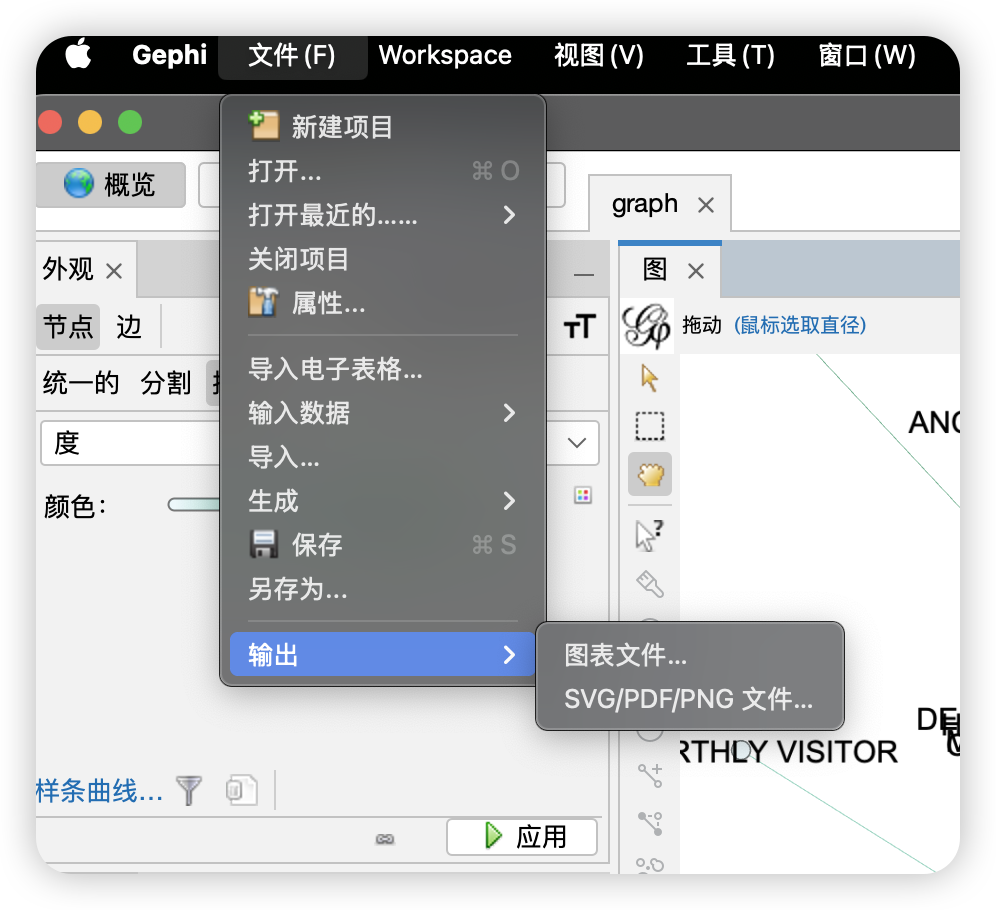 Gephi 文件(F) Workspace 视图(V) 工具(T) 窗口(W)
新建项目
打开... ⌘ O
打开最近的......
关闭项目
属性...
导入电子表格...
输入数据
导入...
生成
保存 ⌘ S
另存为...
输出
图表文件...
SVG/PDF/PNG 文件...
概览
外观
节点 边
TT
统一的 分割
度
颜色:
样条曲线...
应用
graph
图
拖动 (鼠标选取直径)
RTHLY VISITOR